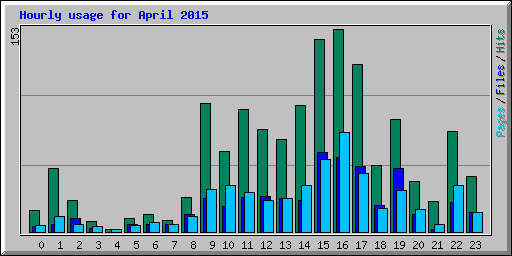 Hourly usage for April 2015
153
Pages / Files / Hits
0 1 2 3 4 5 6 7 8 9 10 11 12 13 14 15 16 17 18 19 20 21 22 23